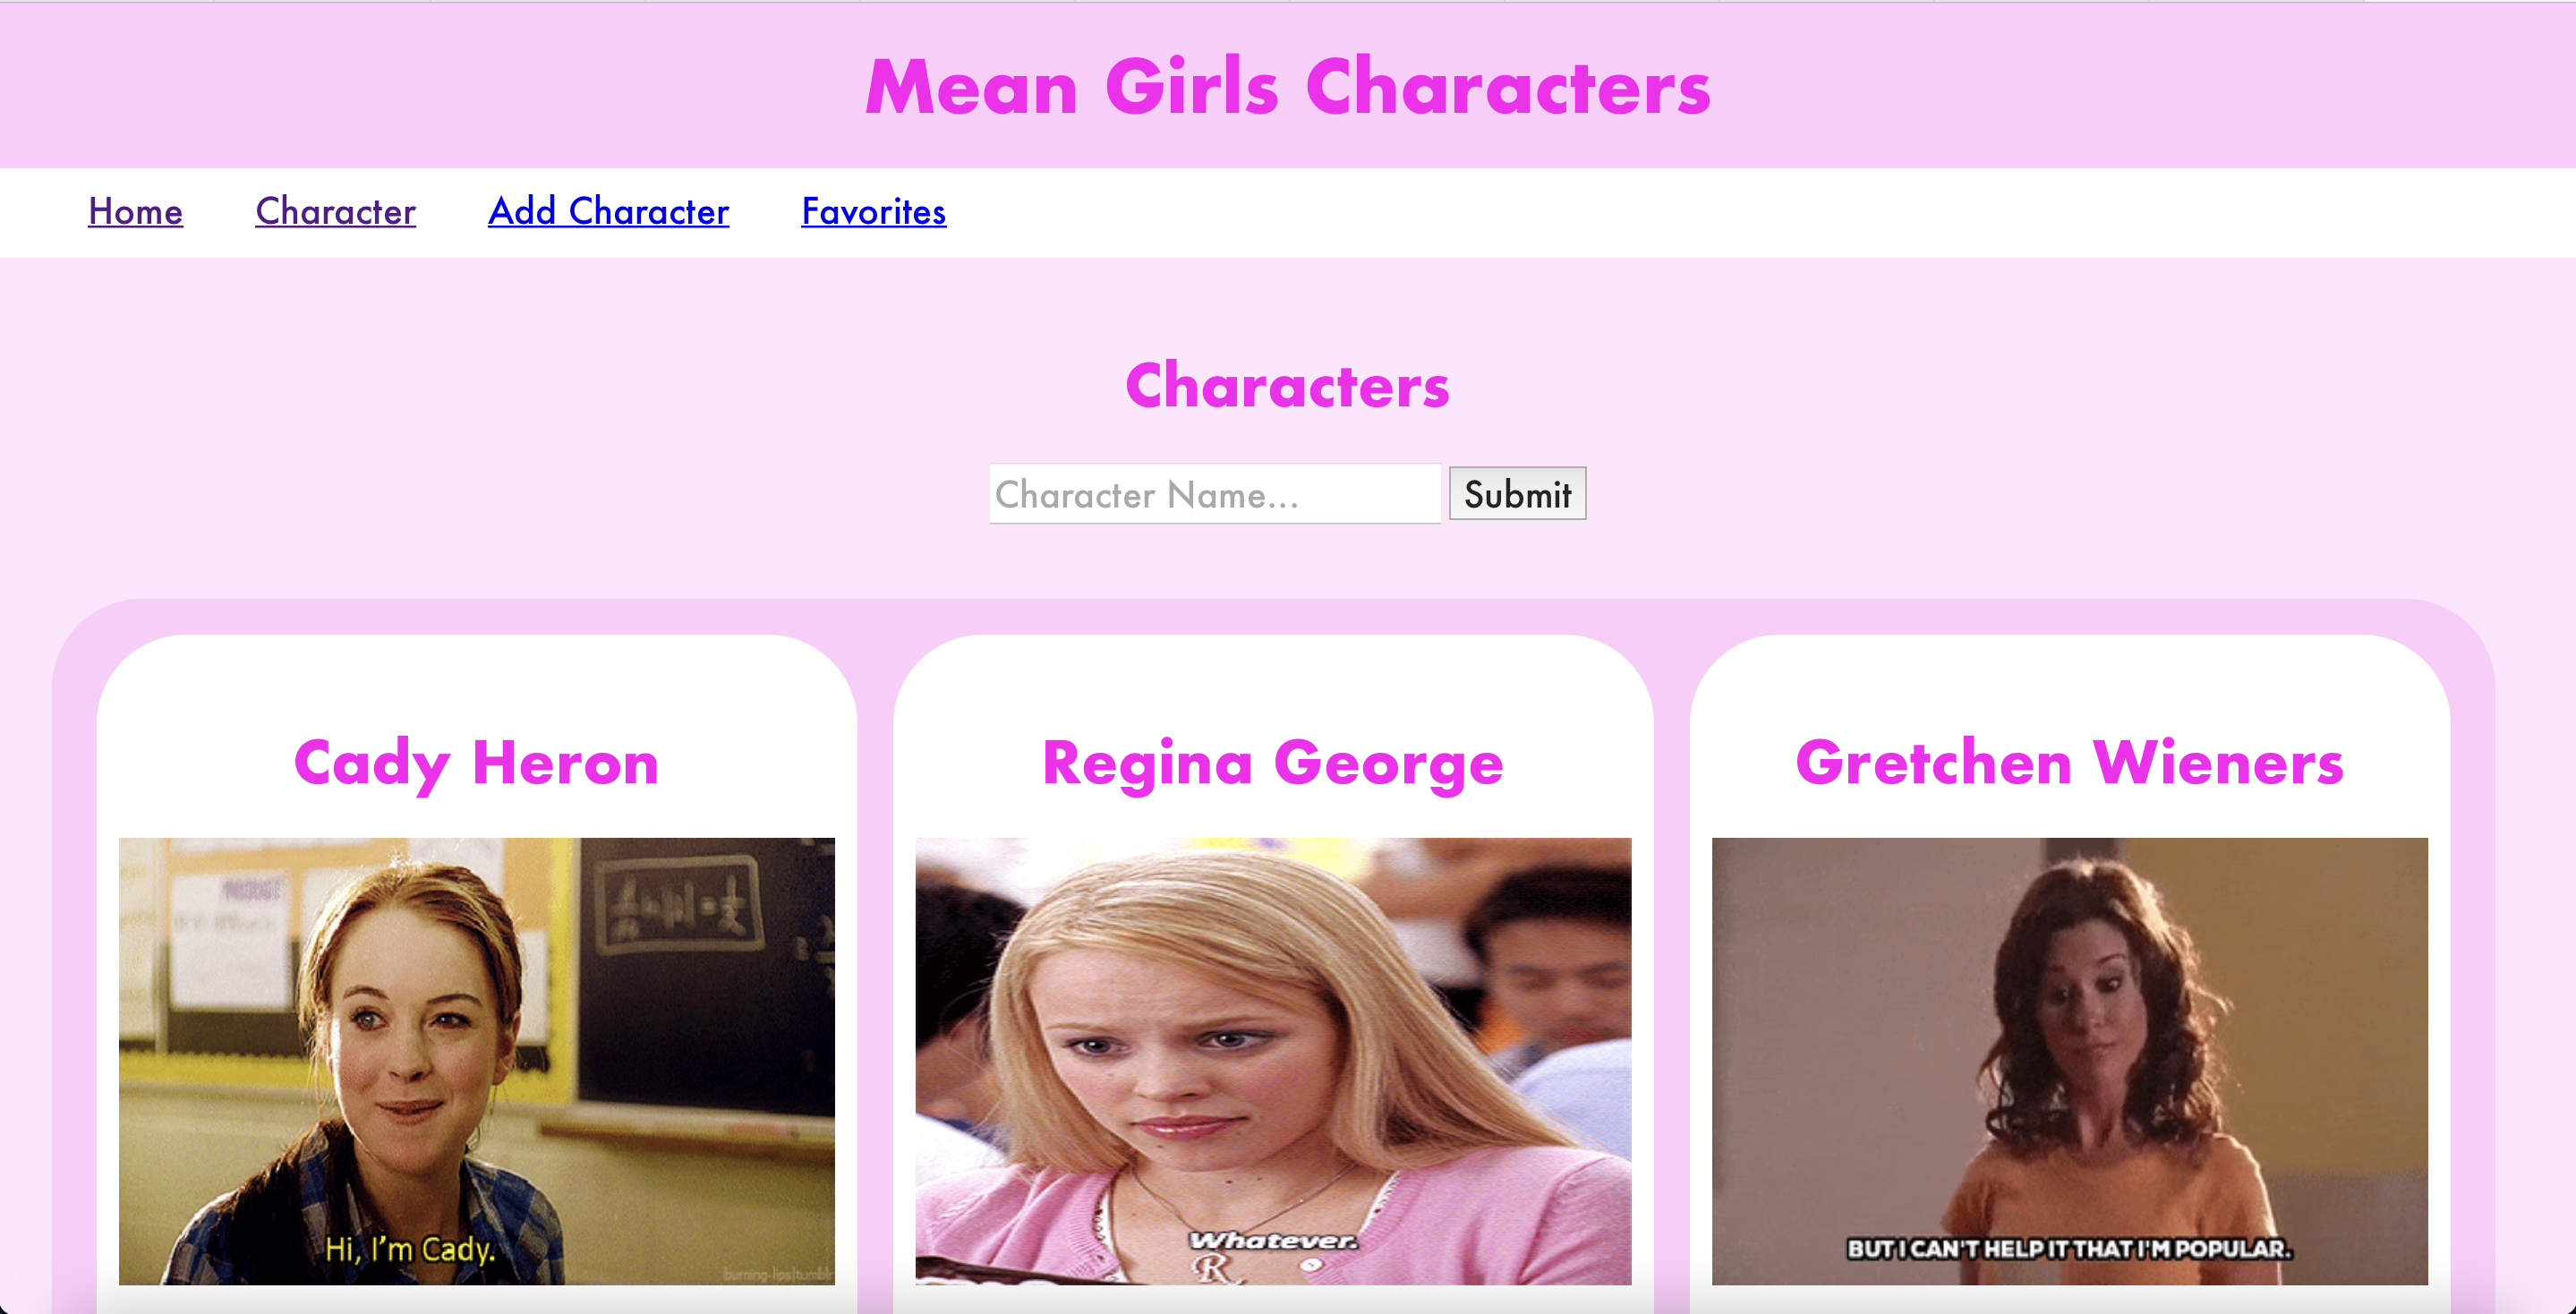 Mean Girls Characters
Home Character Add Character Favorites
Characters
Character Name... Submit
Cady Heron Regina George Gretchen Wieners
Hi, I'm Cady.
burning-lips|tumblr
Whatever.
R
BUT I CAN'T HELP IT THAT I'M POPULAR.